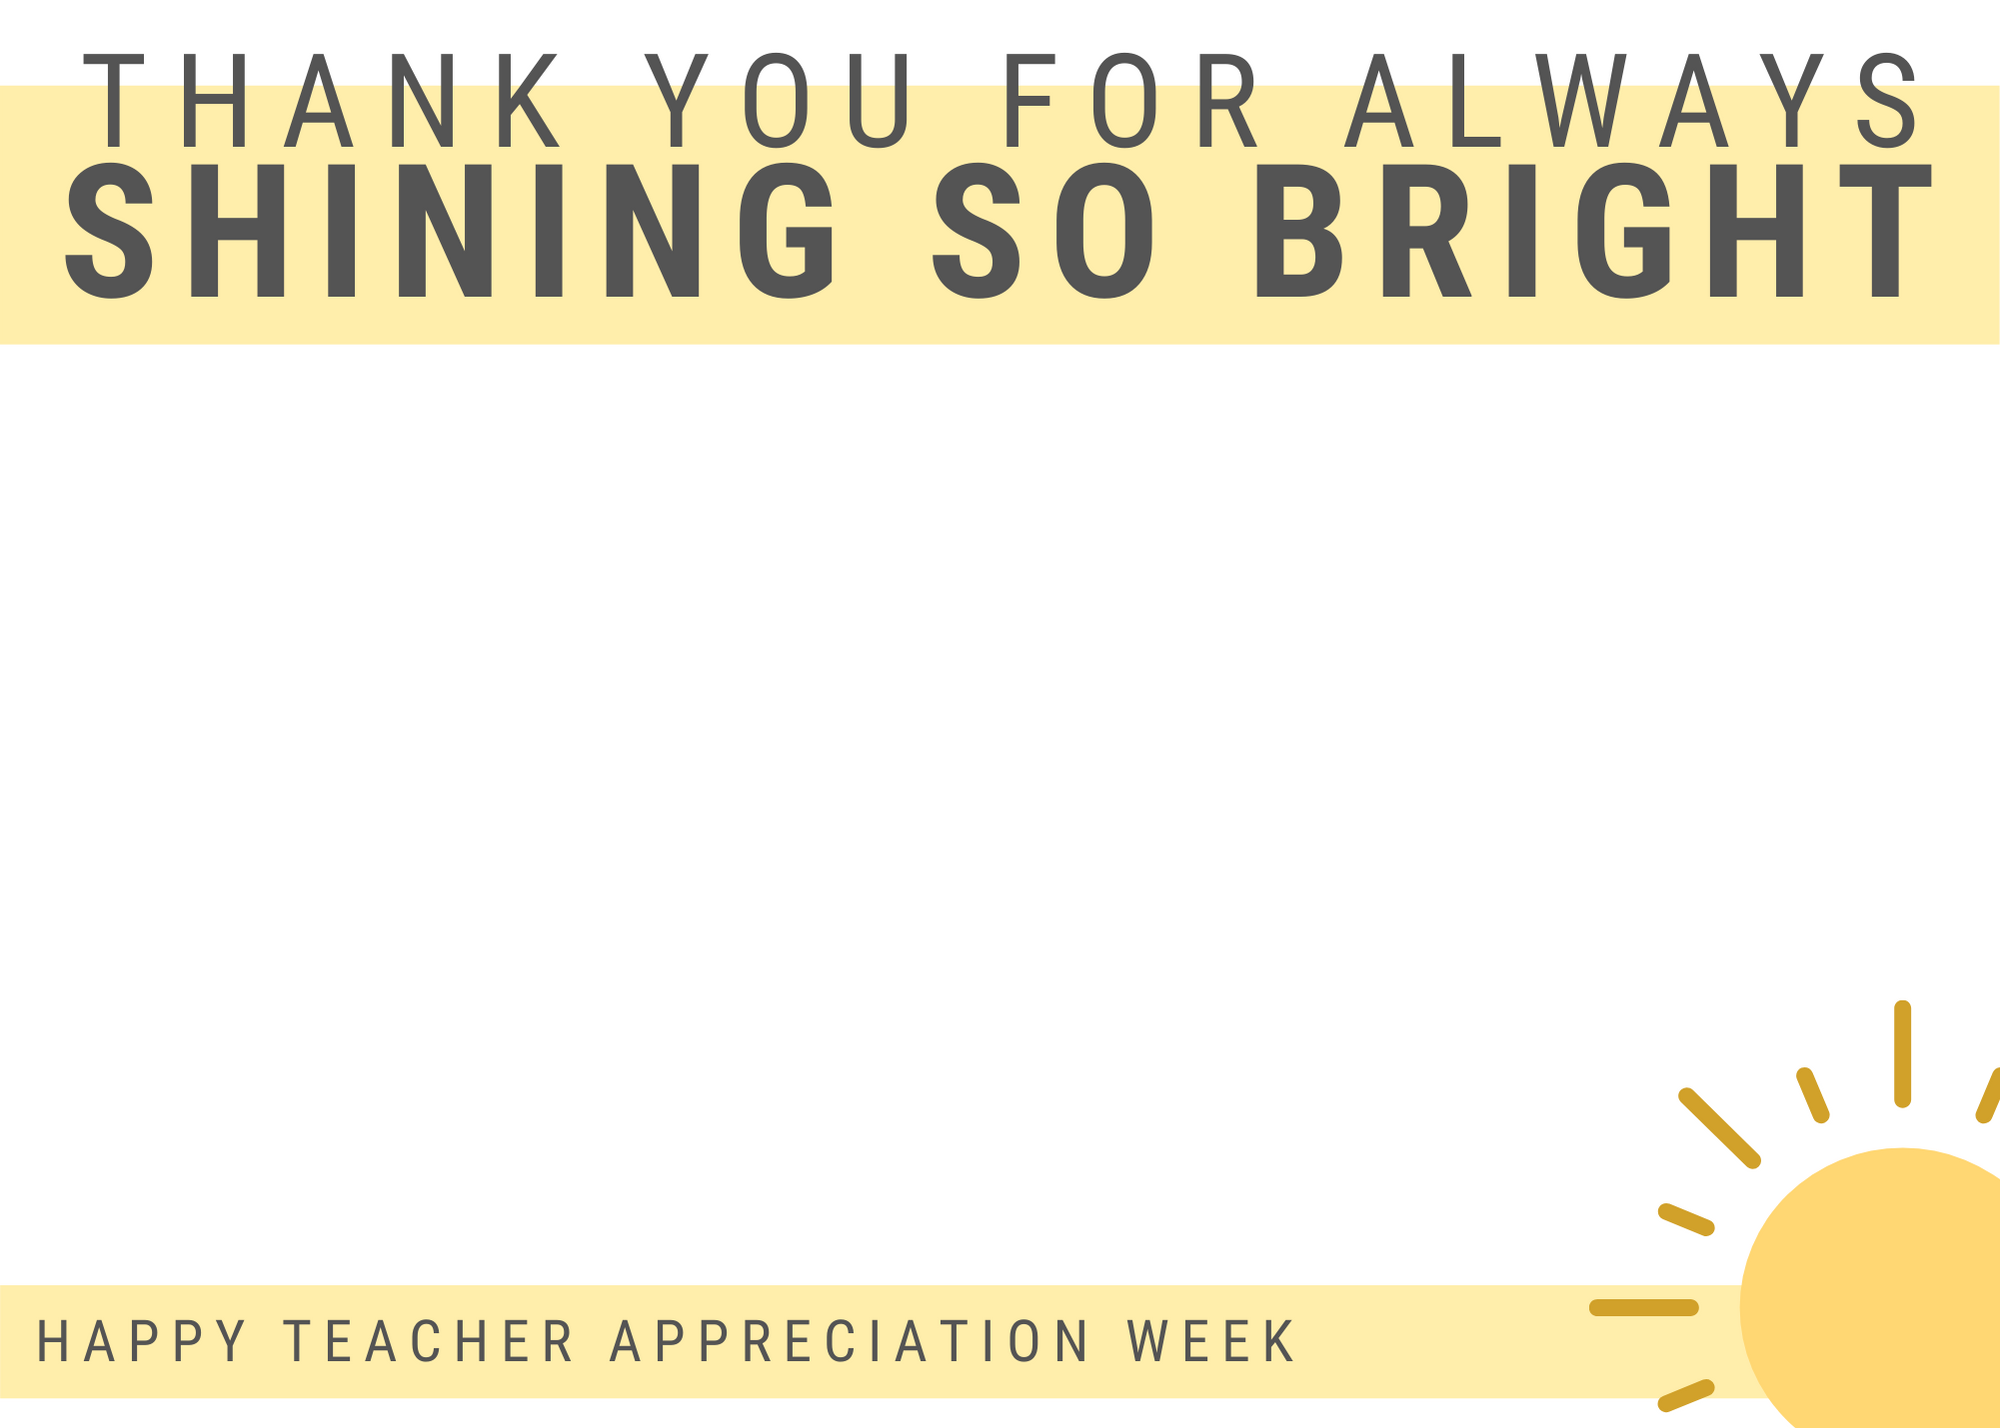 THANK YOU FOR ALWAYS
SHINING SO BRIGHT
HAPPY TEACHER APPRECIATION WEEK